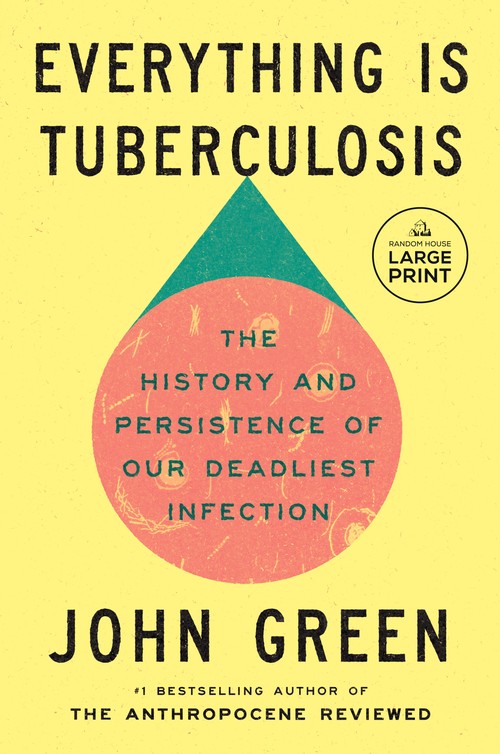 EVERYTHING IS
TUBERCULOSIS
RANDOM HOUSE
LARGE
PRINT
THE
HISTORY AND
PERSISTENCE OF
OUR DEADLIEST
INFECTION
JOHN GREEN
#1 BESTSELLING AUTHOR OF
THE ANTHROPOCENE REVIEWED